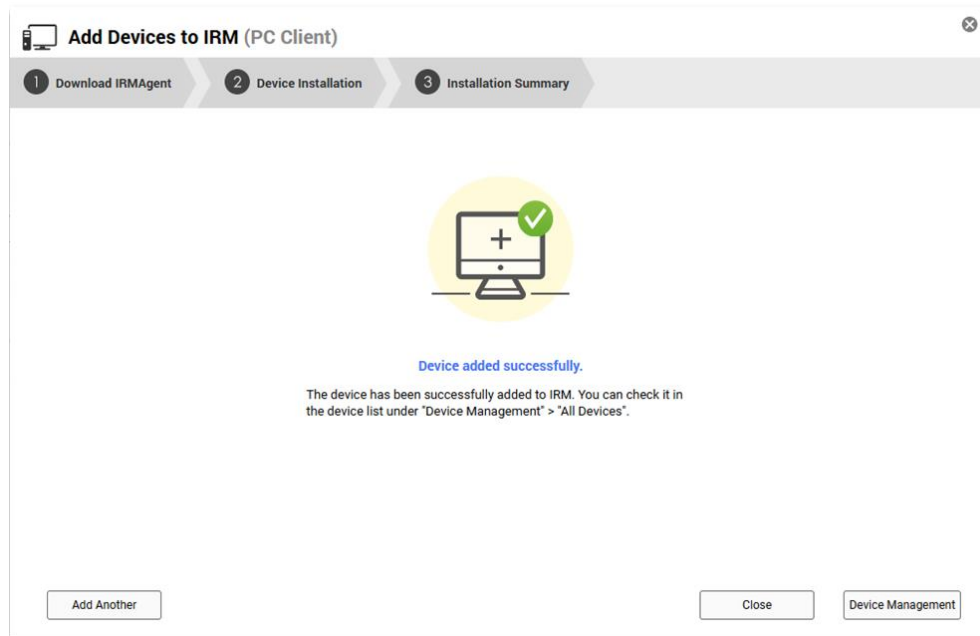 Add Devices to IRM (PC Client)
1 Download IRMAgent
2 Device Installation
3 Installation Summary
Device added successfully.
The device has been successfully added to IRM. You can check it in
the device list under "Device Management" > "All Devices".
Add Another
Close
Device Management